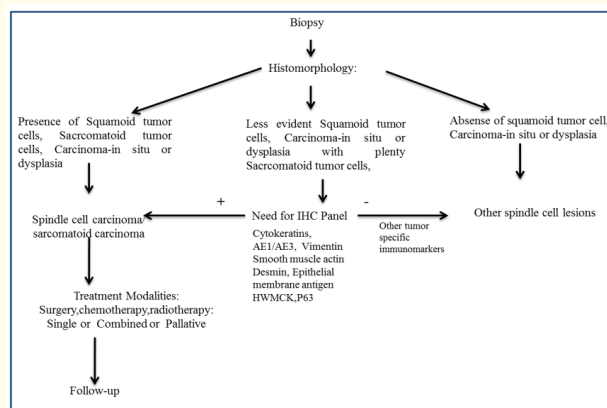 Biopsy
Histomorphology:
Presence of Squamoid tumor
cells, Sacrcomatoid tumor
cells, Carcinoma-in situ or
dysplasia
Less evident Squamoid tumor
cells, Carcinoma-in situ or
dysplasia with plenty
Sacrcomatoid tumor cells,
Absense of squamoid tumor cell,
Carcinoma-in situ or dysplasia
+
-
Spindle cell carcinoma/
sarcomatoid carcinoma
Need for IHC Panel
Cytokeratins,
AE1/AE3, Vimentin
Smooth muscle actin
Desmin, Epithelial
membrane antigen
HWMCK,P63
Other tumor
specific
immunomarkers
Other spindle cell lesions
Treatment Modalities:
Surgery,chemotherapy,radiotherapy:
Single or Combined or Pallative
Follow-up